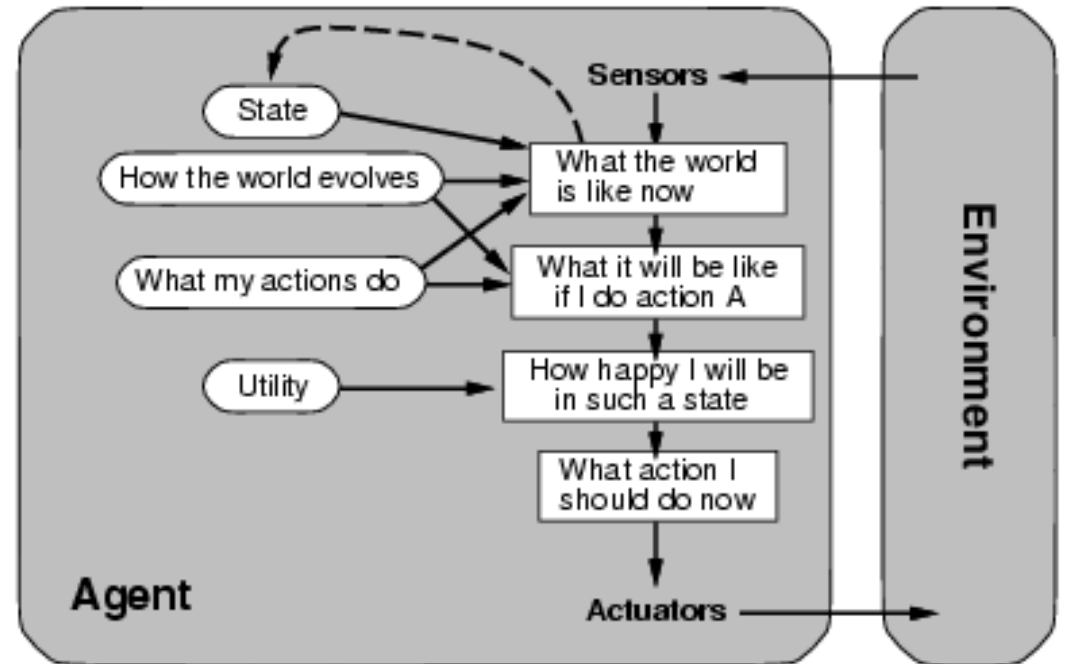 Sensors
State
What the world
is like now
How the world evolves
What it will be like
if I do action A
What my actions do
How happy I will be
in such a state
Utility
What action I
should do now
Agent
Actuators
Environment